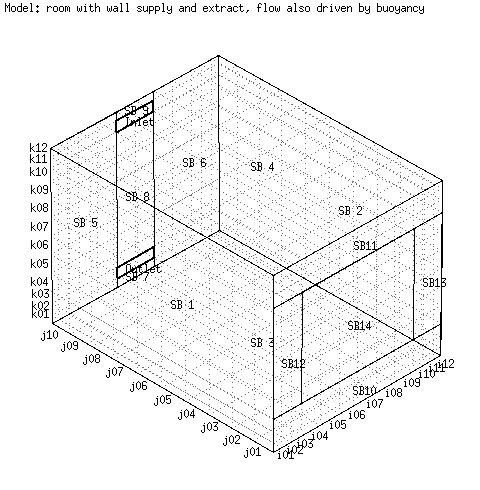 Model: room with wall supply and extract, flow also driven by buoyancy
SB 9
Inlet
k12
k11
k10
k09
k08
k07
k06
k05
k04
k03
k02
k01
SB 6
SB 4
SB 8
SB 5
SB 2
SB11
Outlet
SB 7
SB13
SB 1
SB14
SB 3
SB12
SB10
j10
j09
j08
j07
j06
j05
j04
j03
j02
j01
i01
i02
i03
i04
i05
i06
i07
i08
i09
i10
i11
i12